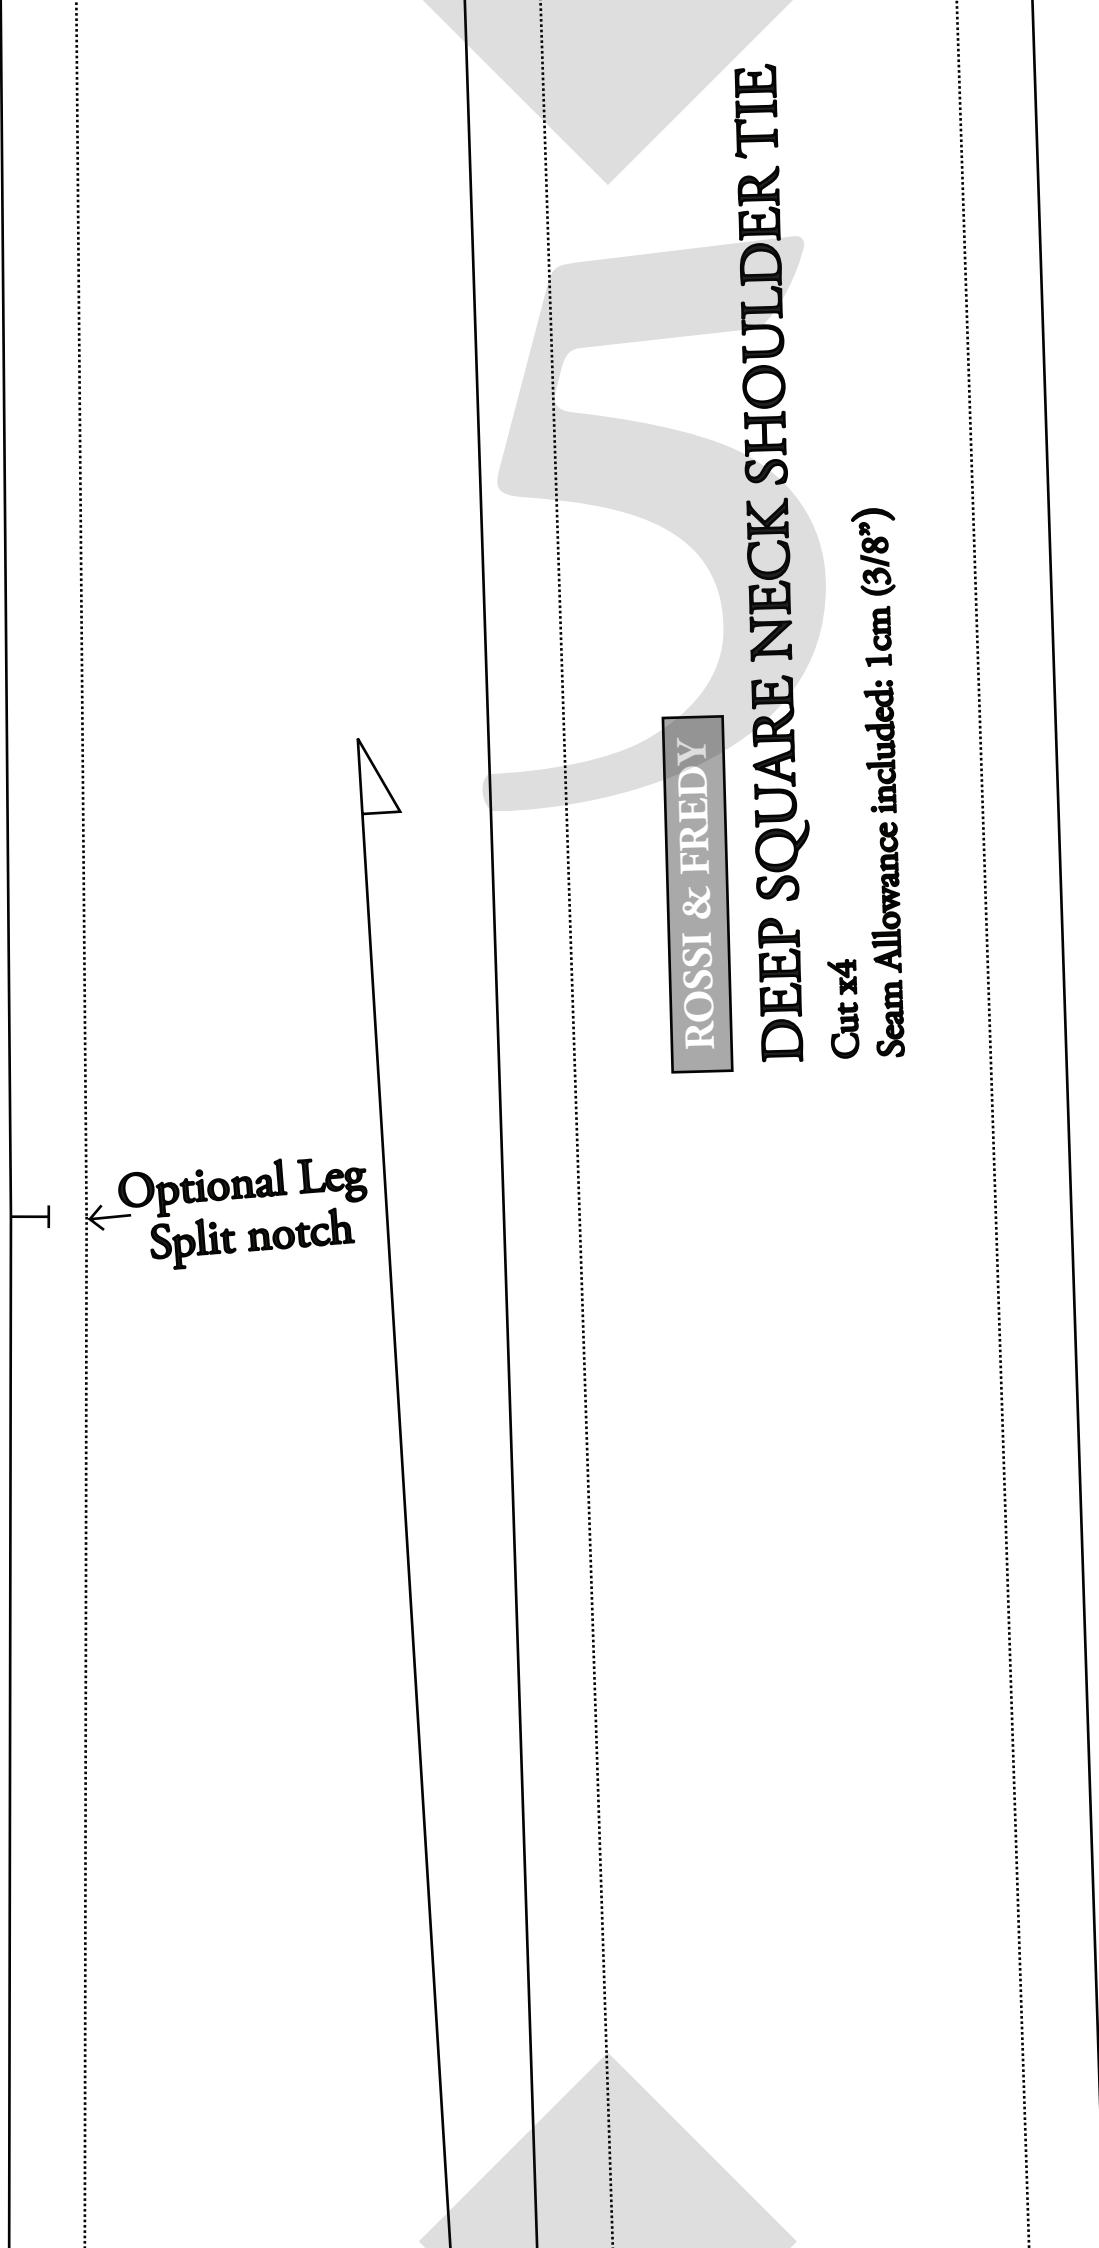 5
ROSSI & FREDY
DEEP SQUARE NECK SHOULDER TIE
Cut x4
Seam Allowance included: 1cm (3/8”)
Optional Leg
Split notch